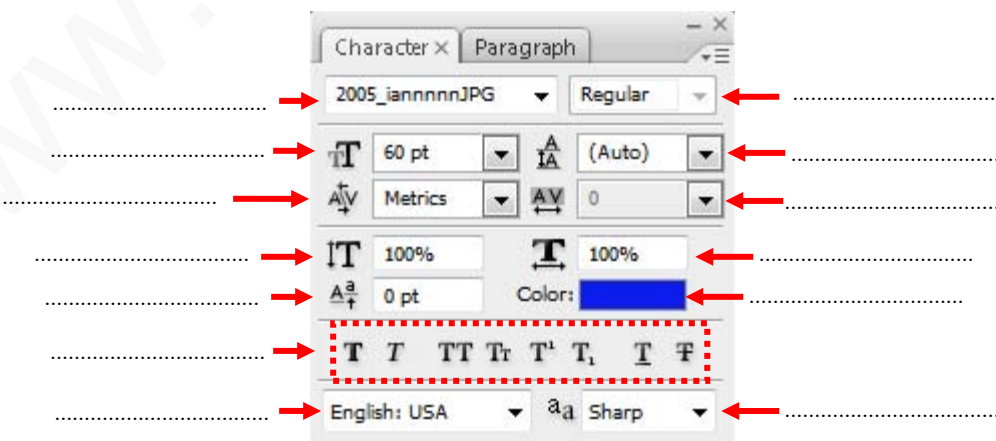 Character × Paragraph
2005_iannnnnJPG Regular
60 pt (Auto)
Metrics 0
100% 100%
0 pt Color:
T T TT TT T¹ T₁ T T
English: USA aa Sharp